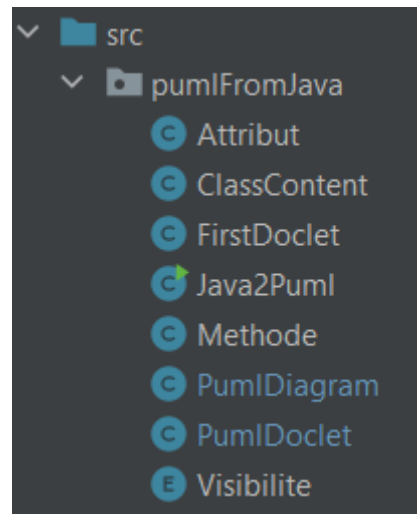 src
pumlFromJava
C Attribut
C ClassContent
C FirstDoclet
C Java2Puml
C Methode
C PumlDiagram
C PumlDoclet
E Visibilite